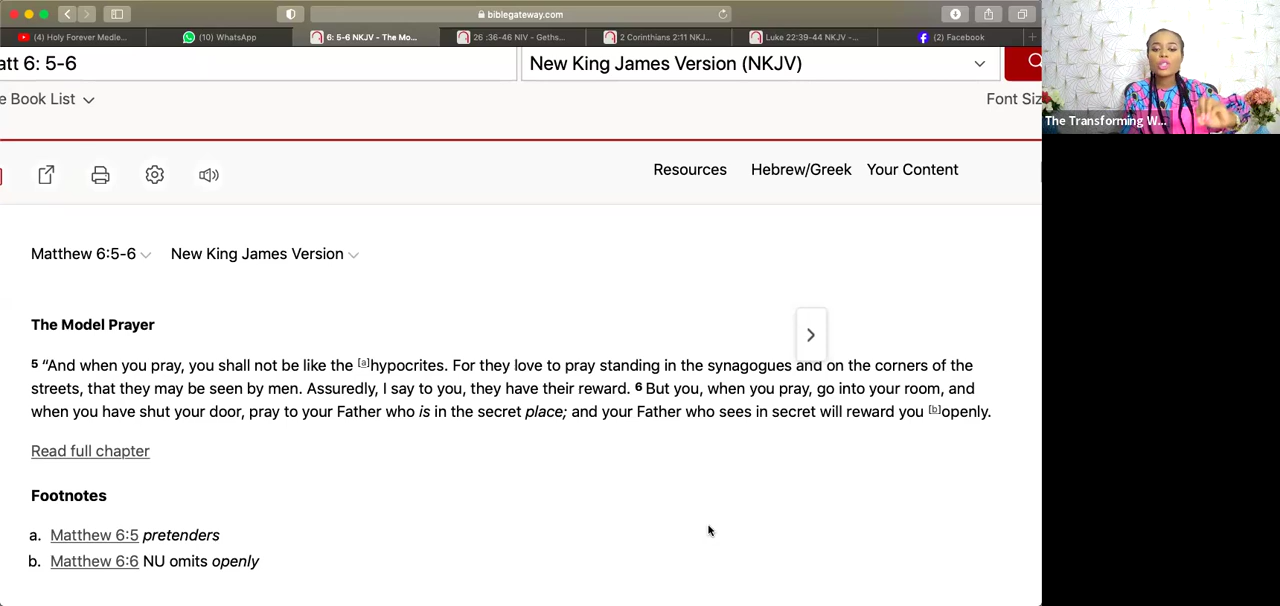 biblegateway.com
(4) Holy Forever Medle...
(10) WhatsApp
6: 5-6 NKJV - The Mo...
26 :36-46 NIV - Geths...
2 Corinthians 2:11 NKJ...
Luke 22:39-44 NKJV -...
(2) Facebook
att 6: 5-6
New King James Version (NKJV)
e Book List
Font Siz
The Transforming W...
Resources
Hebrew/Greek
Your Content
Matthew 6:5-6
New King James Version
The Model Prayer
5 “And when you pray, you shall not be like the [a]hypocrites. For they love to pray standing in the synagogues and on the corners of the
streets, that they may be seen by men. Assuredly, I say to you, they have their reward. 6 But you, when you pray, go into your room, and
when you have shut your door, pray to your Father who is in the secret place; and your Father who sees in secret will reward you [b]openly.
Read full chapter
Footnotes
a. Matthew 6:5 pretenders
b. Matthew 6:6 NU omits openly